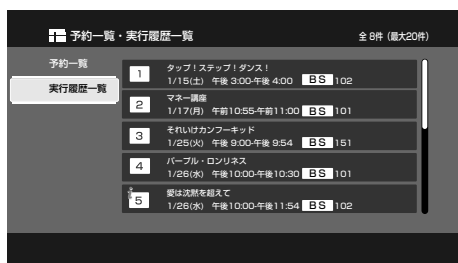 予約一覧・実行履歴一覧
全 8件 (最大20件)
予約一覧
実行履歴一覧
1
タップ！ステップ！ダンス！
1/15(土) 午後 3:00-午後 4:00 BS 102
2
マネー講座
1/17(月) 午前10:55-午前11:00 BS 101
3
それいけカンフーキッド
1/25(火) 午後 9:00-午後 9:54 BS 151
4
バーブル・ロンリネス
1/26(水) 午後10:00-午後10:30 BS 101
5
愛は沈黙を超えて
1/26(水) 午後10:00-午後11:54 BS 102